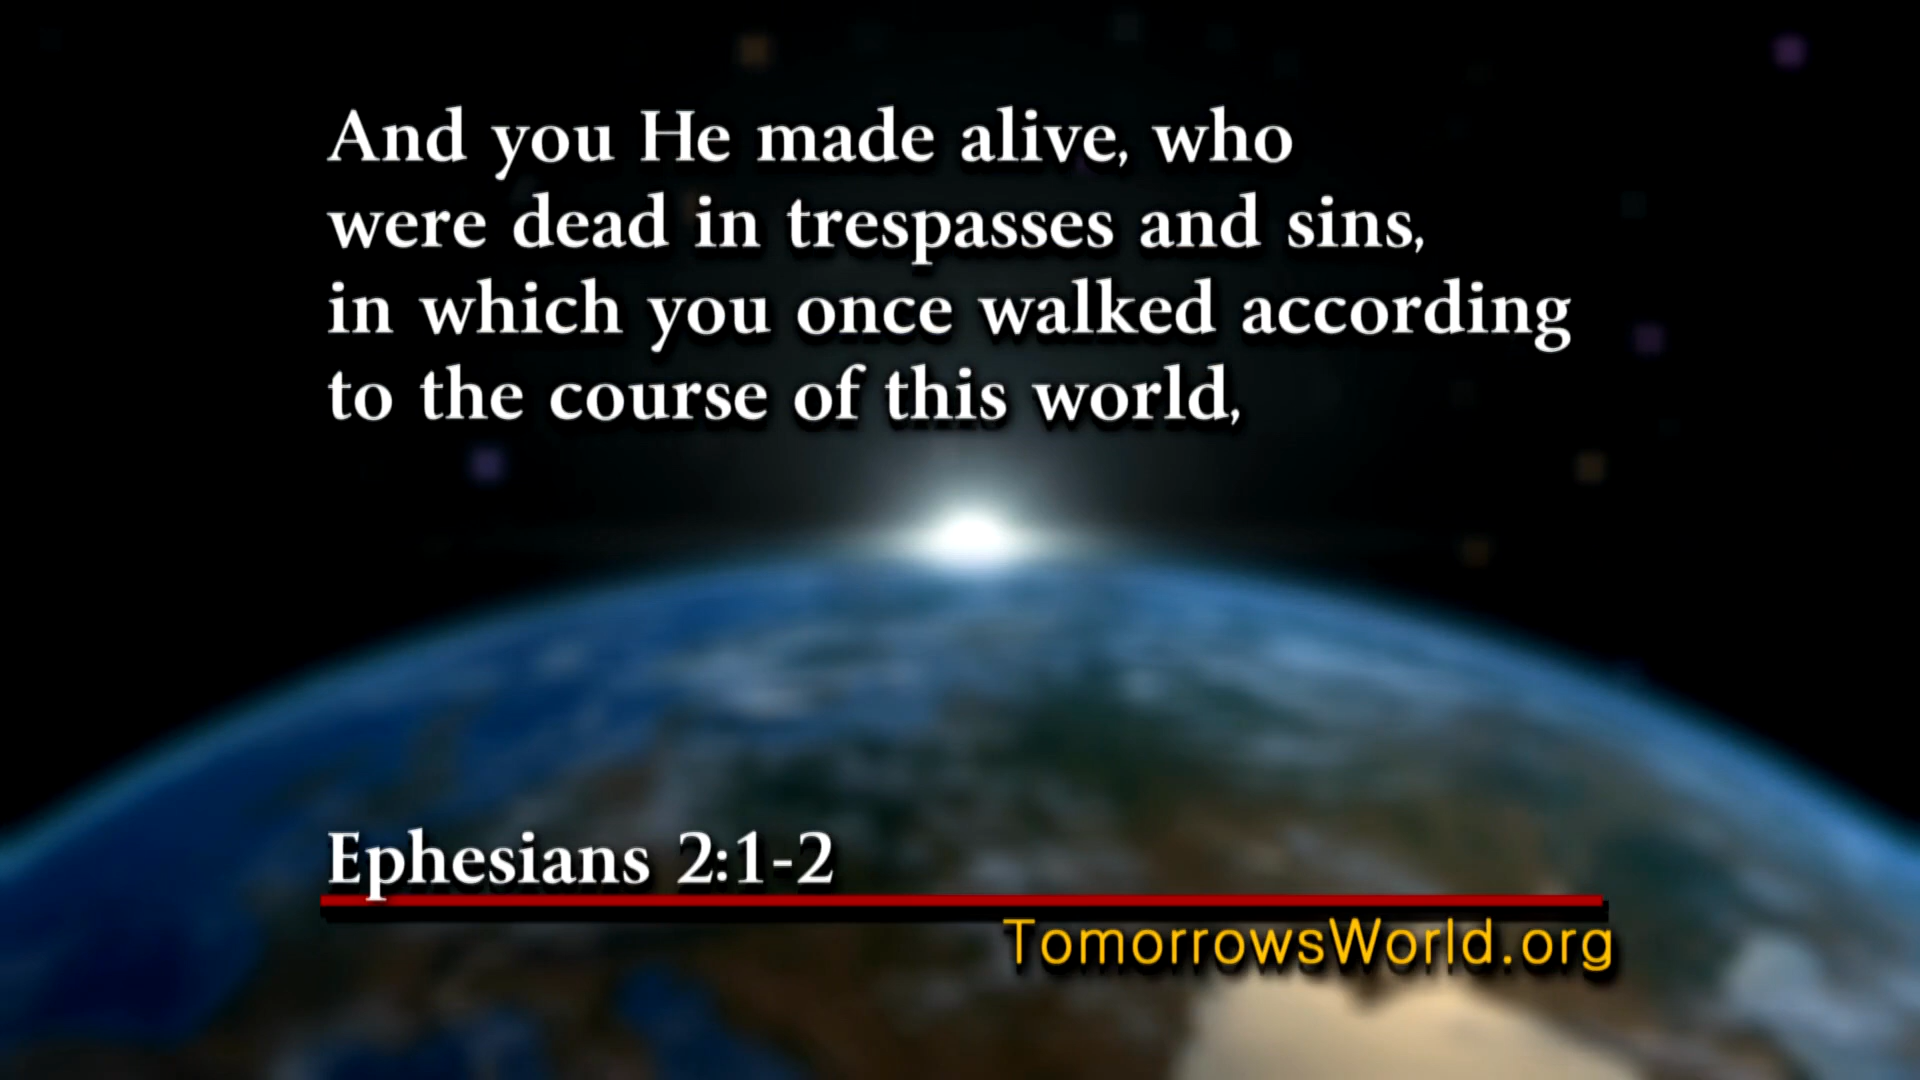 And you He made alive, who
were dead in trespasses and sins,
in which you once walked according
to the course of this world,
Ephesians 2:1-2
TomorrowsWorld.org